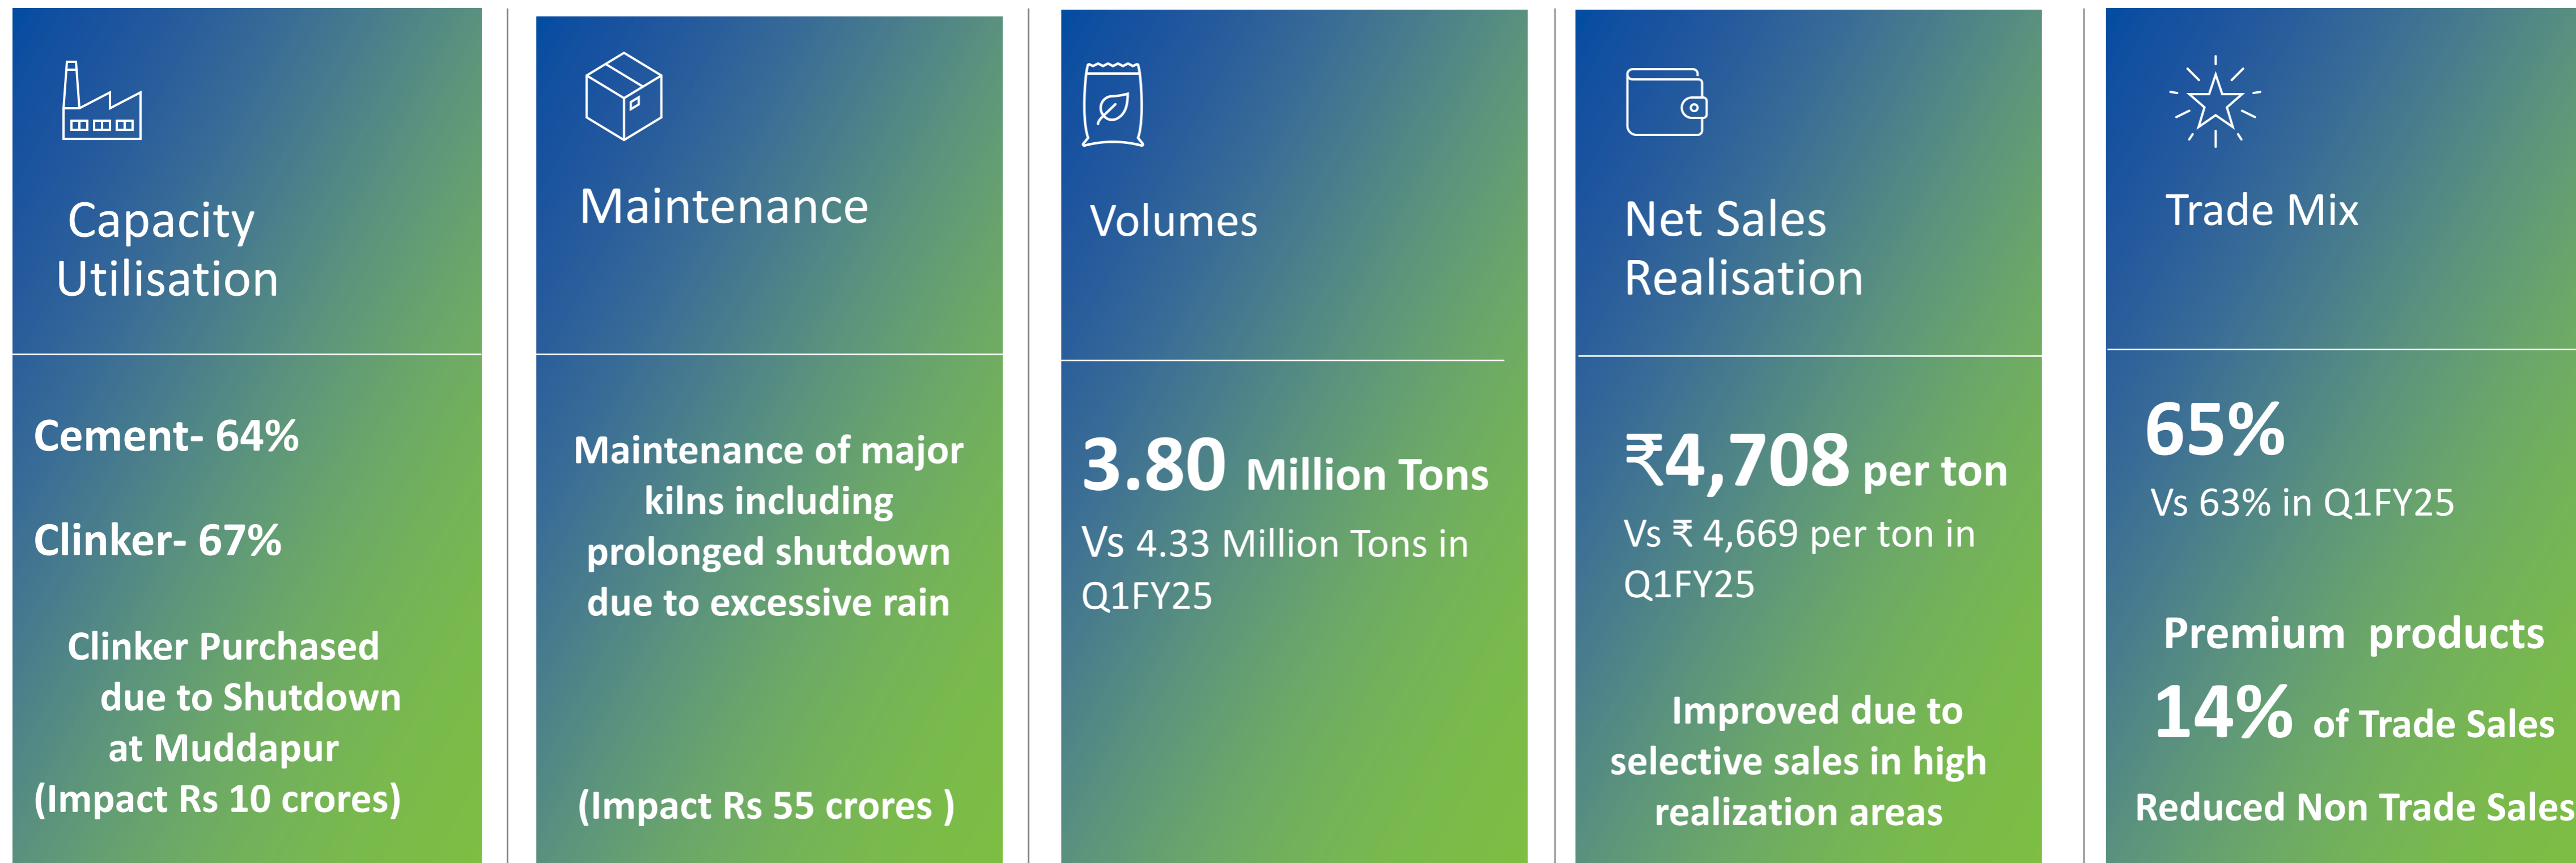 Capacity
Utilisation
Cement- 64%
Clinker- 67%
Clinker Purchased
due to Shutdown
at Muddapur
(Impact Rs 10 crores)
Maintenance
Maintenance of major
kilns including
prolonged shutdown
due to excessive rain
(Impact Rs 55 crores )
Volumes
3.80 Million Tons
Vs 4.33 Million Tons in
Q1FY25
Net Sales
Realisation
₹4,708 per ton
Vs ₹ 4,669 per ton in
Q1FY25
Improved due to
selective sales in high
realization areas
Trade Mix
65%
Vs 63% in Q1FY25
Premium products
14% of Trade Sales
Reduced Non Trade Sales